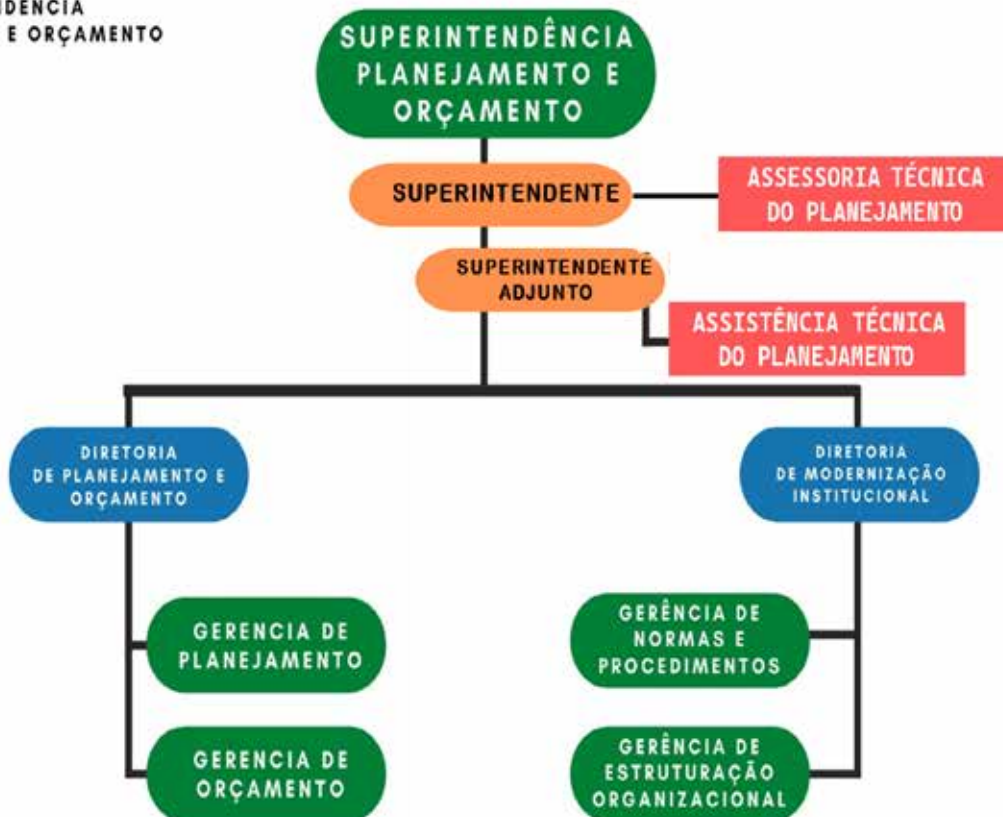 E ORÇAMENTO
SUPERINTENDÊNCIA
PLANEJAMENTO E
ORÇAMENTO
SUPERINTENDENTE
ASSESSORIA TÉCNICA
DO PLANEJAMENTO
SUPERINTENDENTE
ADJUNTO
ASSISTÊNCIA TÉCNICA
DO PLANEJAMENTO
DIRETORIA
DE PLANEJAMENTO E
ORÇAMENTO
DIRETORIA
DE MODERNIZAÇÃO
INSTITUCIONAL
GERENCIA DE
PLANEJAMENTO
GERÊNCIA DE
NORMAS E
PROCEDIMENTOS
GERENCIA DE
ORÇAMENTO
GERÊNCIA DE
ESTRUTURAÇÃO
ORGANIZACIONAL